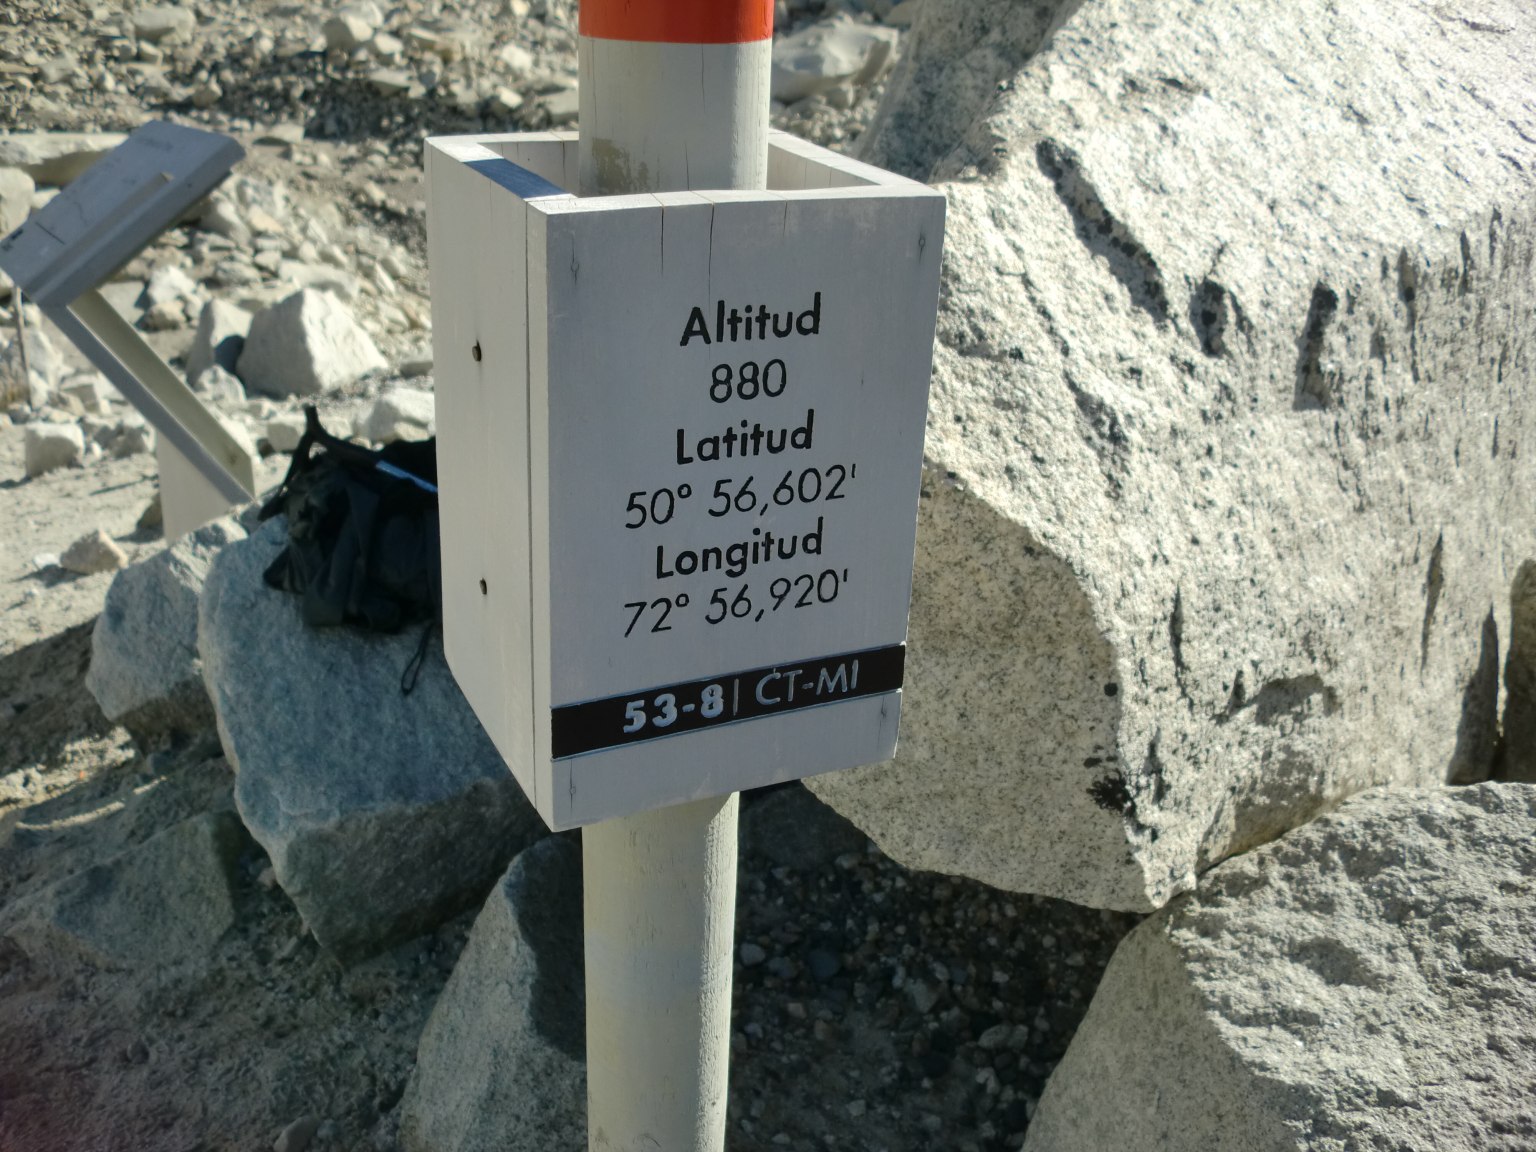 Altitud
880
Latitud
50° 56,602'
Longitud
72° 56,920'
53-8| CT-MI